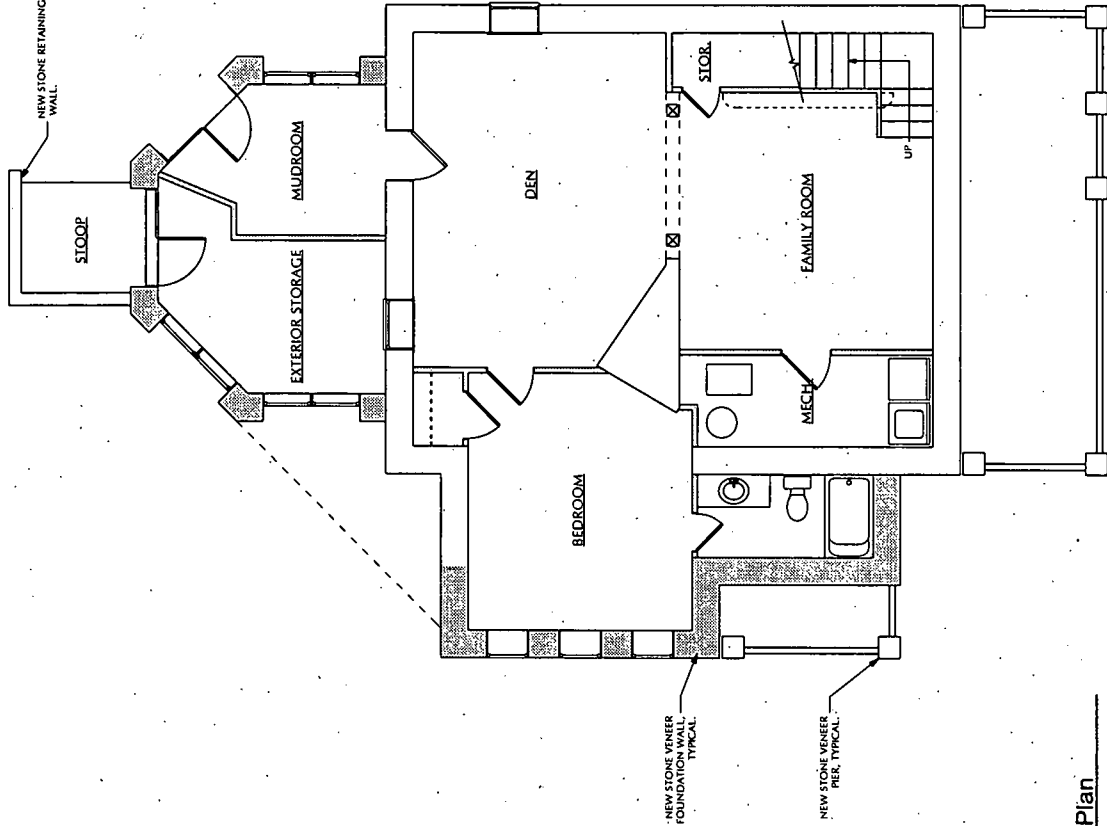 NEW STONE RETAINING
WALL.
STOOP
MUDROOM
EXTERIOR STORAGE
DEN
STOR.
UP
FAMILY ROOM
MECH.
BEDROOM
NEW STONE VENEER
FOUNDATION WALL,
TYPICAL.
NEW STONE VENEER
PIER, TYPICAL.
Plan